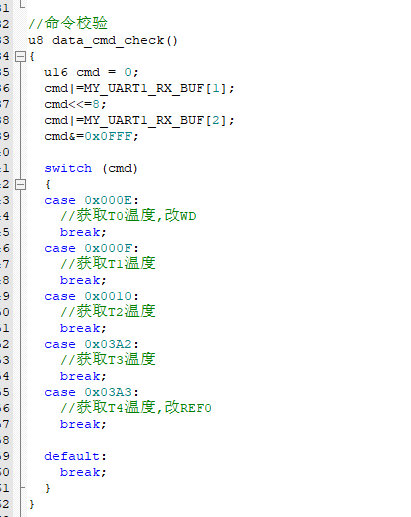 31
32 //命令校验
33 u8 data_cmd_check()
34 {
35 u16 cmd = 0;
36 cmd|=MY_UART1_RX_BUF[1];
37 cmd<<=8;
38 cmd|=MY_UART1_RX_BUF[2];
39 cmd&=0x0FFF;
40
41 switch (cmd)
42 {
43 case 0x000E:
44 //获取T0温度,改WD
45 break;
46 case 0x000F:
47 //获取T1温度
48 break;
49 case 0x0010:
50 //获取T2温度
51 break;
52 case 0x03A2:
53 //获取T3温度
54 break;
55 case 0x03A3:
56 //获取T4温度,改REF0
57 break;
58
59 default:
50 break;
51 }
52 }